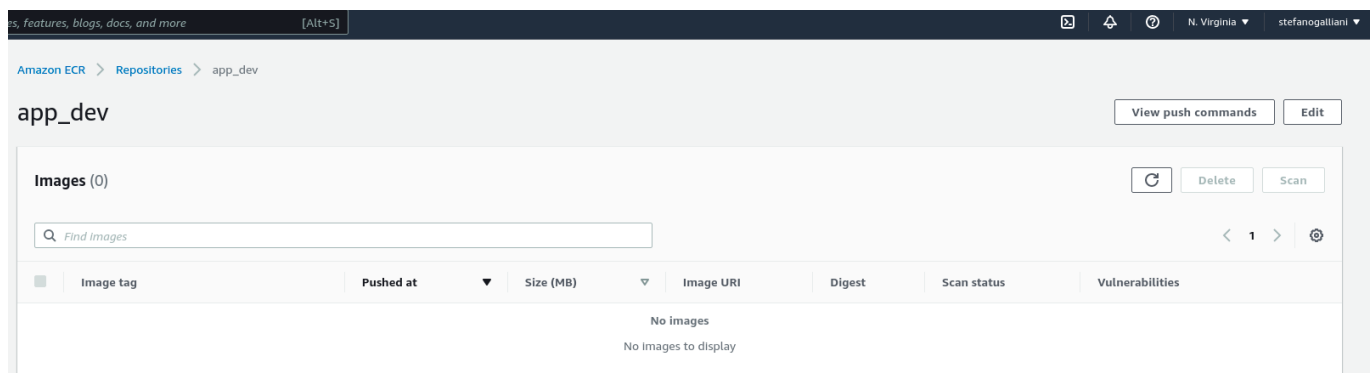 es, features, blogs, docs, and more [Alt+S] N. Virginia ▼ stefanogalliani ▼
Amazon ECR > Repositories > app_dev
app_dev View push commands Edit
Images (0) Delete Scan
Find Images
1
Image tag Pushed at Size (MB) Image URI Digest Scan status Vulnerabilities
No images
No images to display